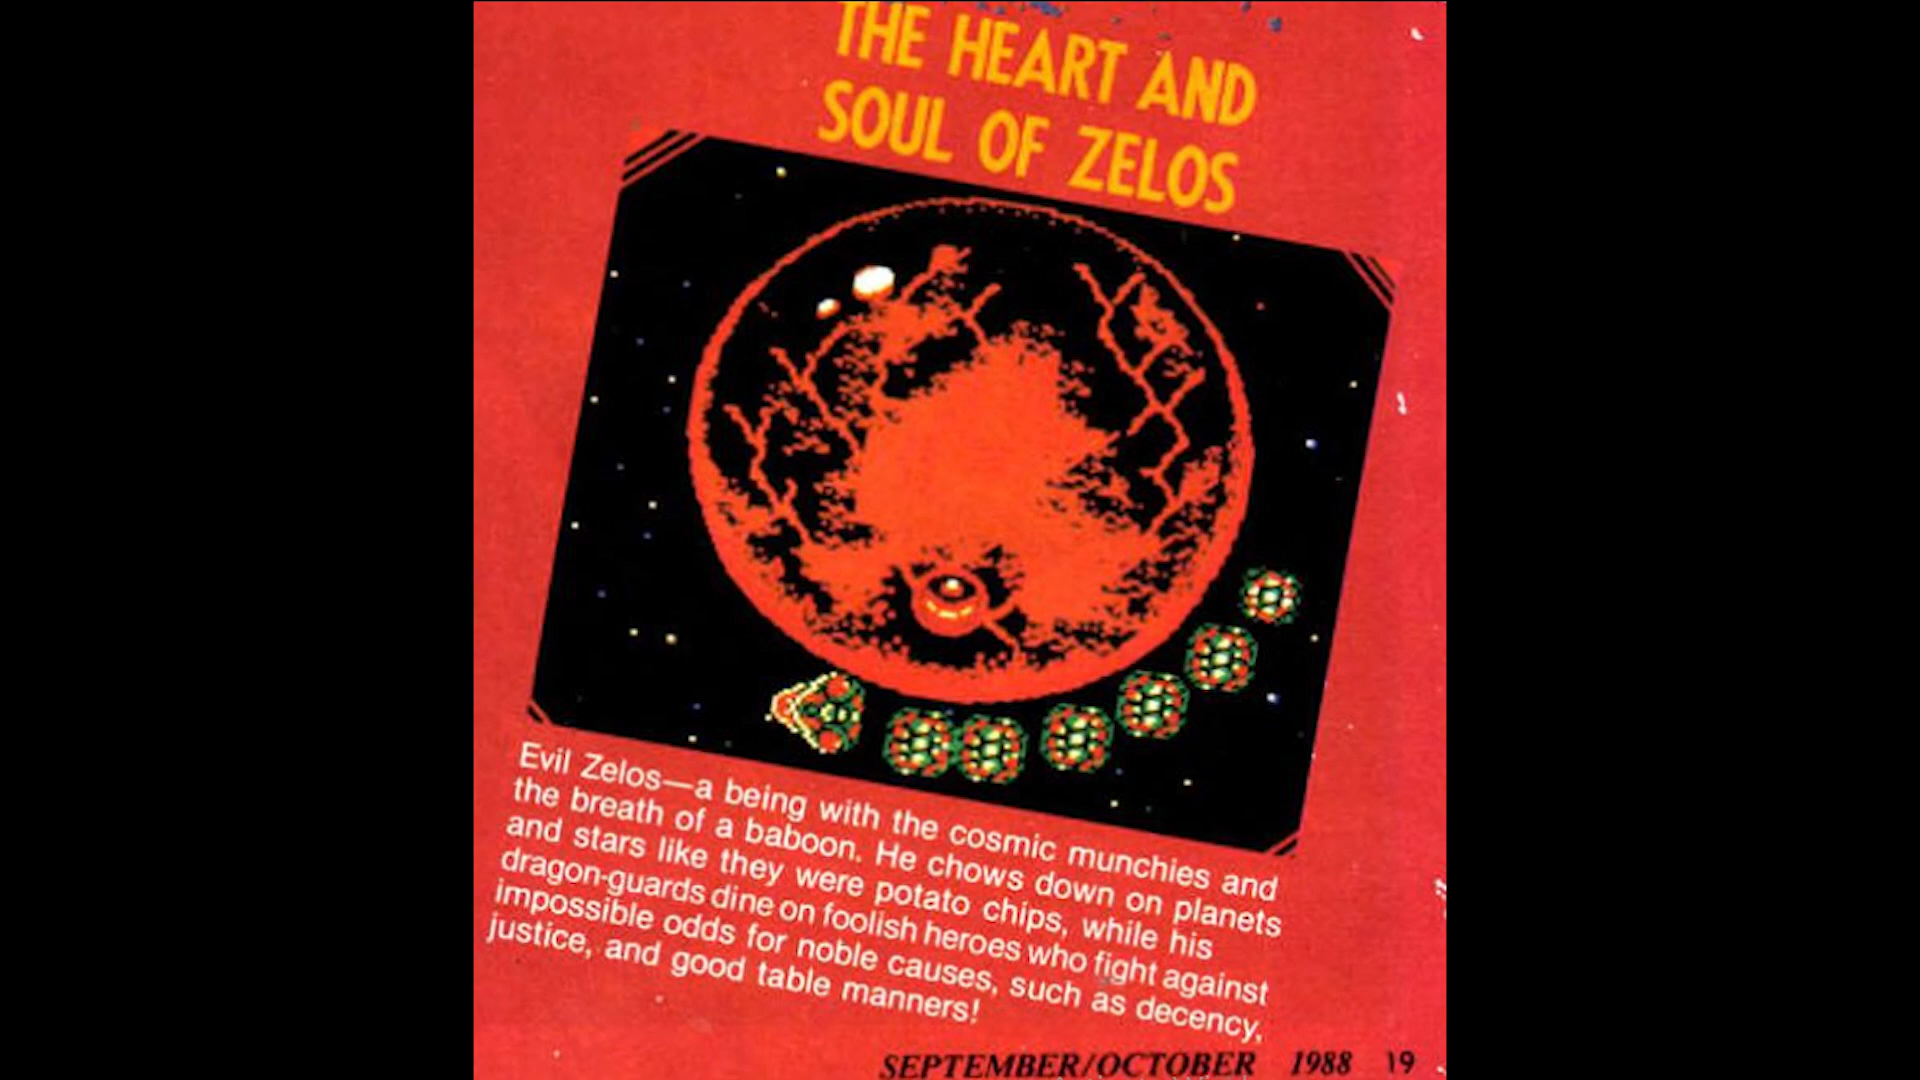 THE HEART AND
SOUL OF ZELOS
Evil Zelos—a being with the cosmic munchies and
the breath of a baboon. He chows down on planets
and stars like they were potato chips, while his
dragon-guards dine on foolish heroes who fight against
impossible odds for noble causes, such as decency,
justice, and good table manners!
SEPTEMBER/OCTOBER 1988 19